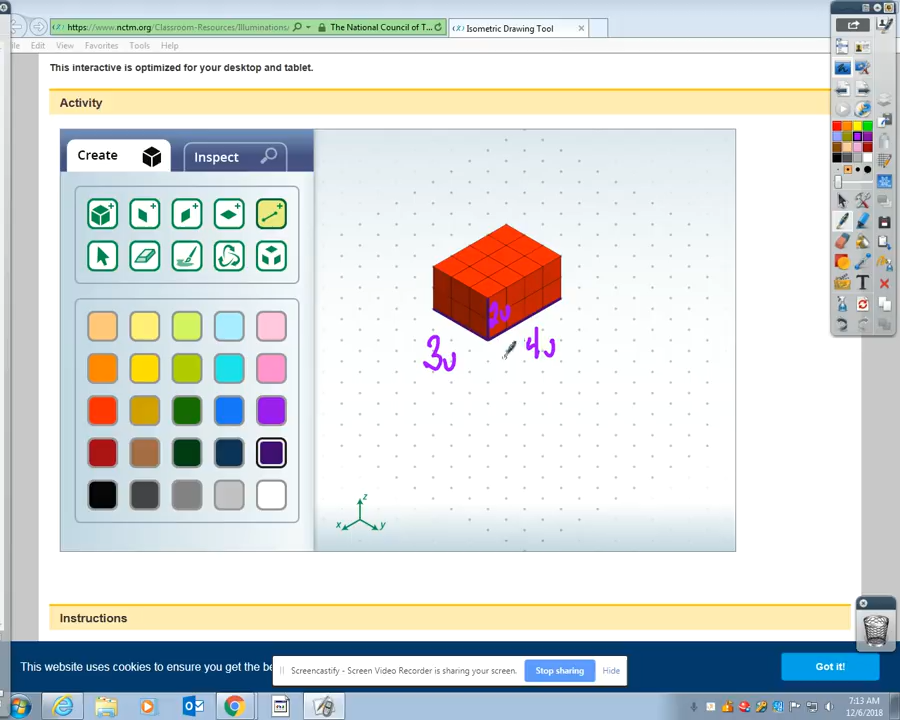 https://www.nctm.org/Classroom-Resources/Illuminations/
The National Council of T...
Isometric Drawing Tool
Edit View Favorites Tools Help
This interactive is optimized for your desktop and tablet.
Activity
Create
Inspect
2u
3u
4u
z
x
y
Instructions
This website uses cookies to ensure you get the be
Screencastify - Screen Video Recorder is sharing your screen.
Stop sharing
Hide
Got it!
T
7:13 AM
12/6/2018